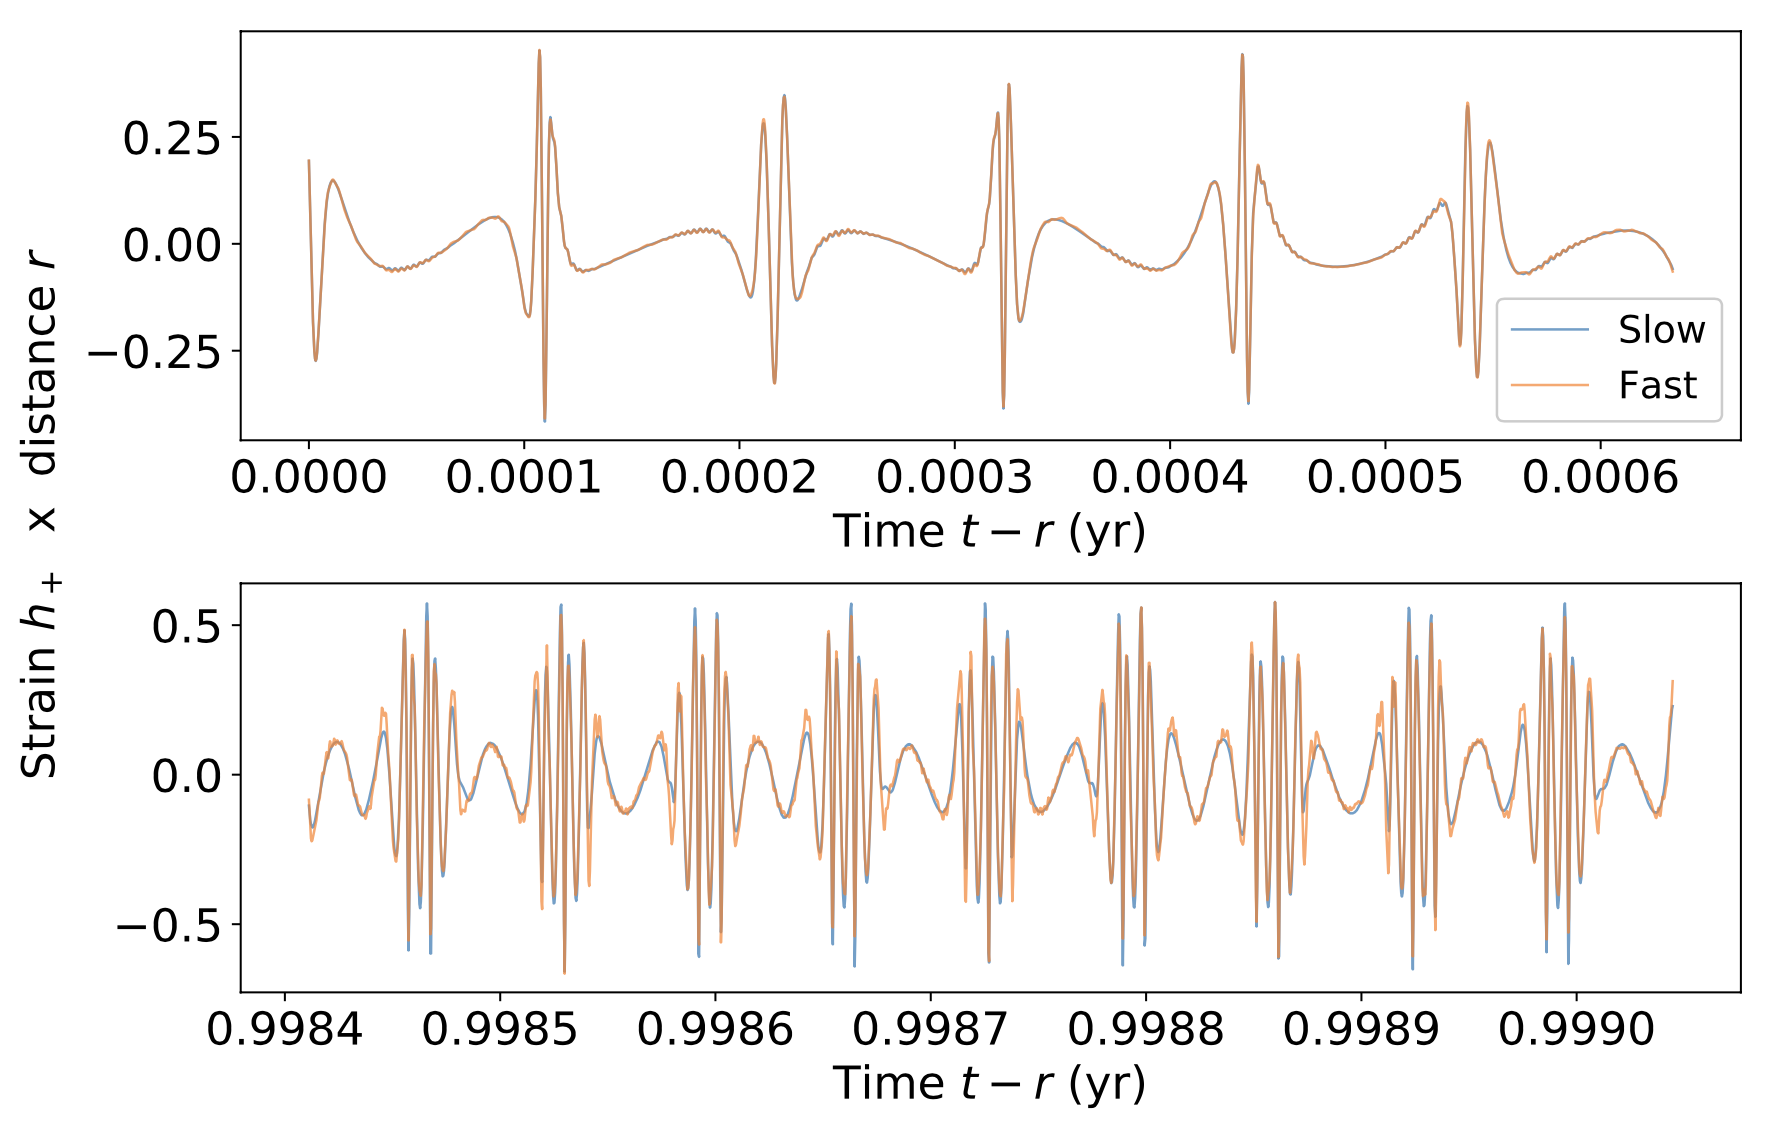 Strain h₊ x distance r
0.25
0.00
−0.25
Slow
Fast
0.0000 0.0001 0.0002 0.0003 0.0004 0.0005 0.0006
Time t − r (yr)
0.5
0.0
−0.5
0.9984 0.9985 0.9986 0.9987 0.9988 0.9989 0.9990
Time t − r (yr)